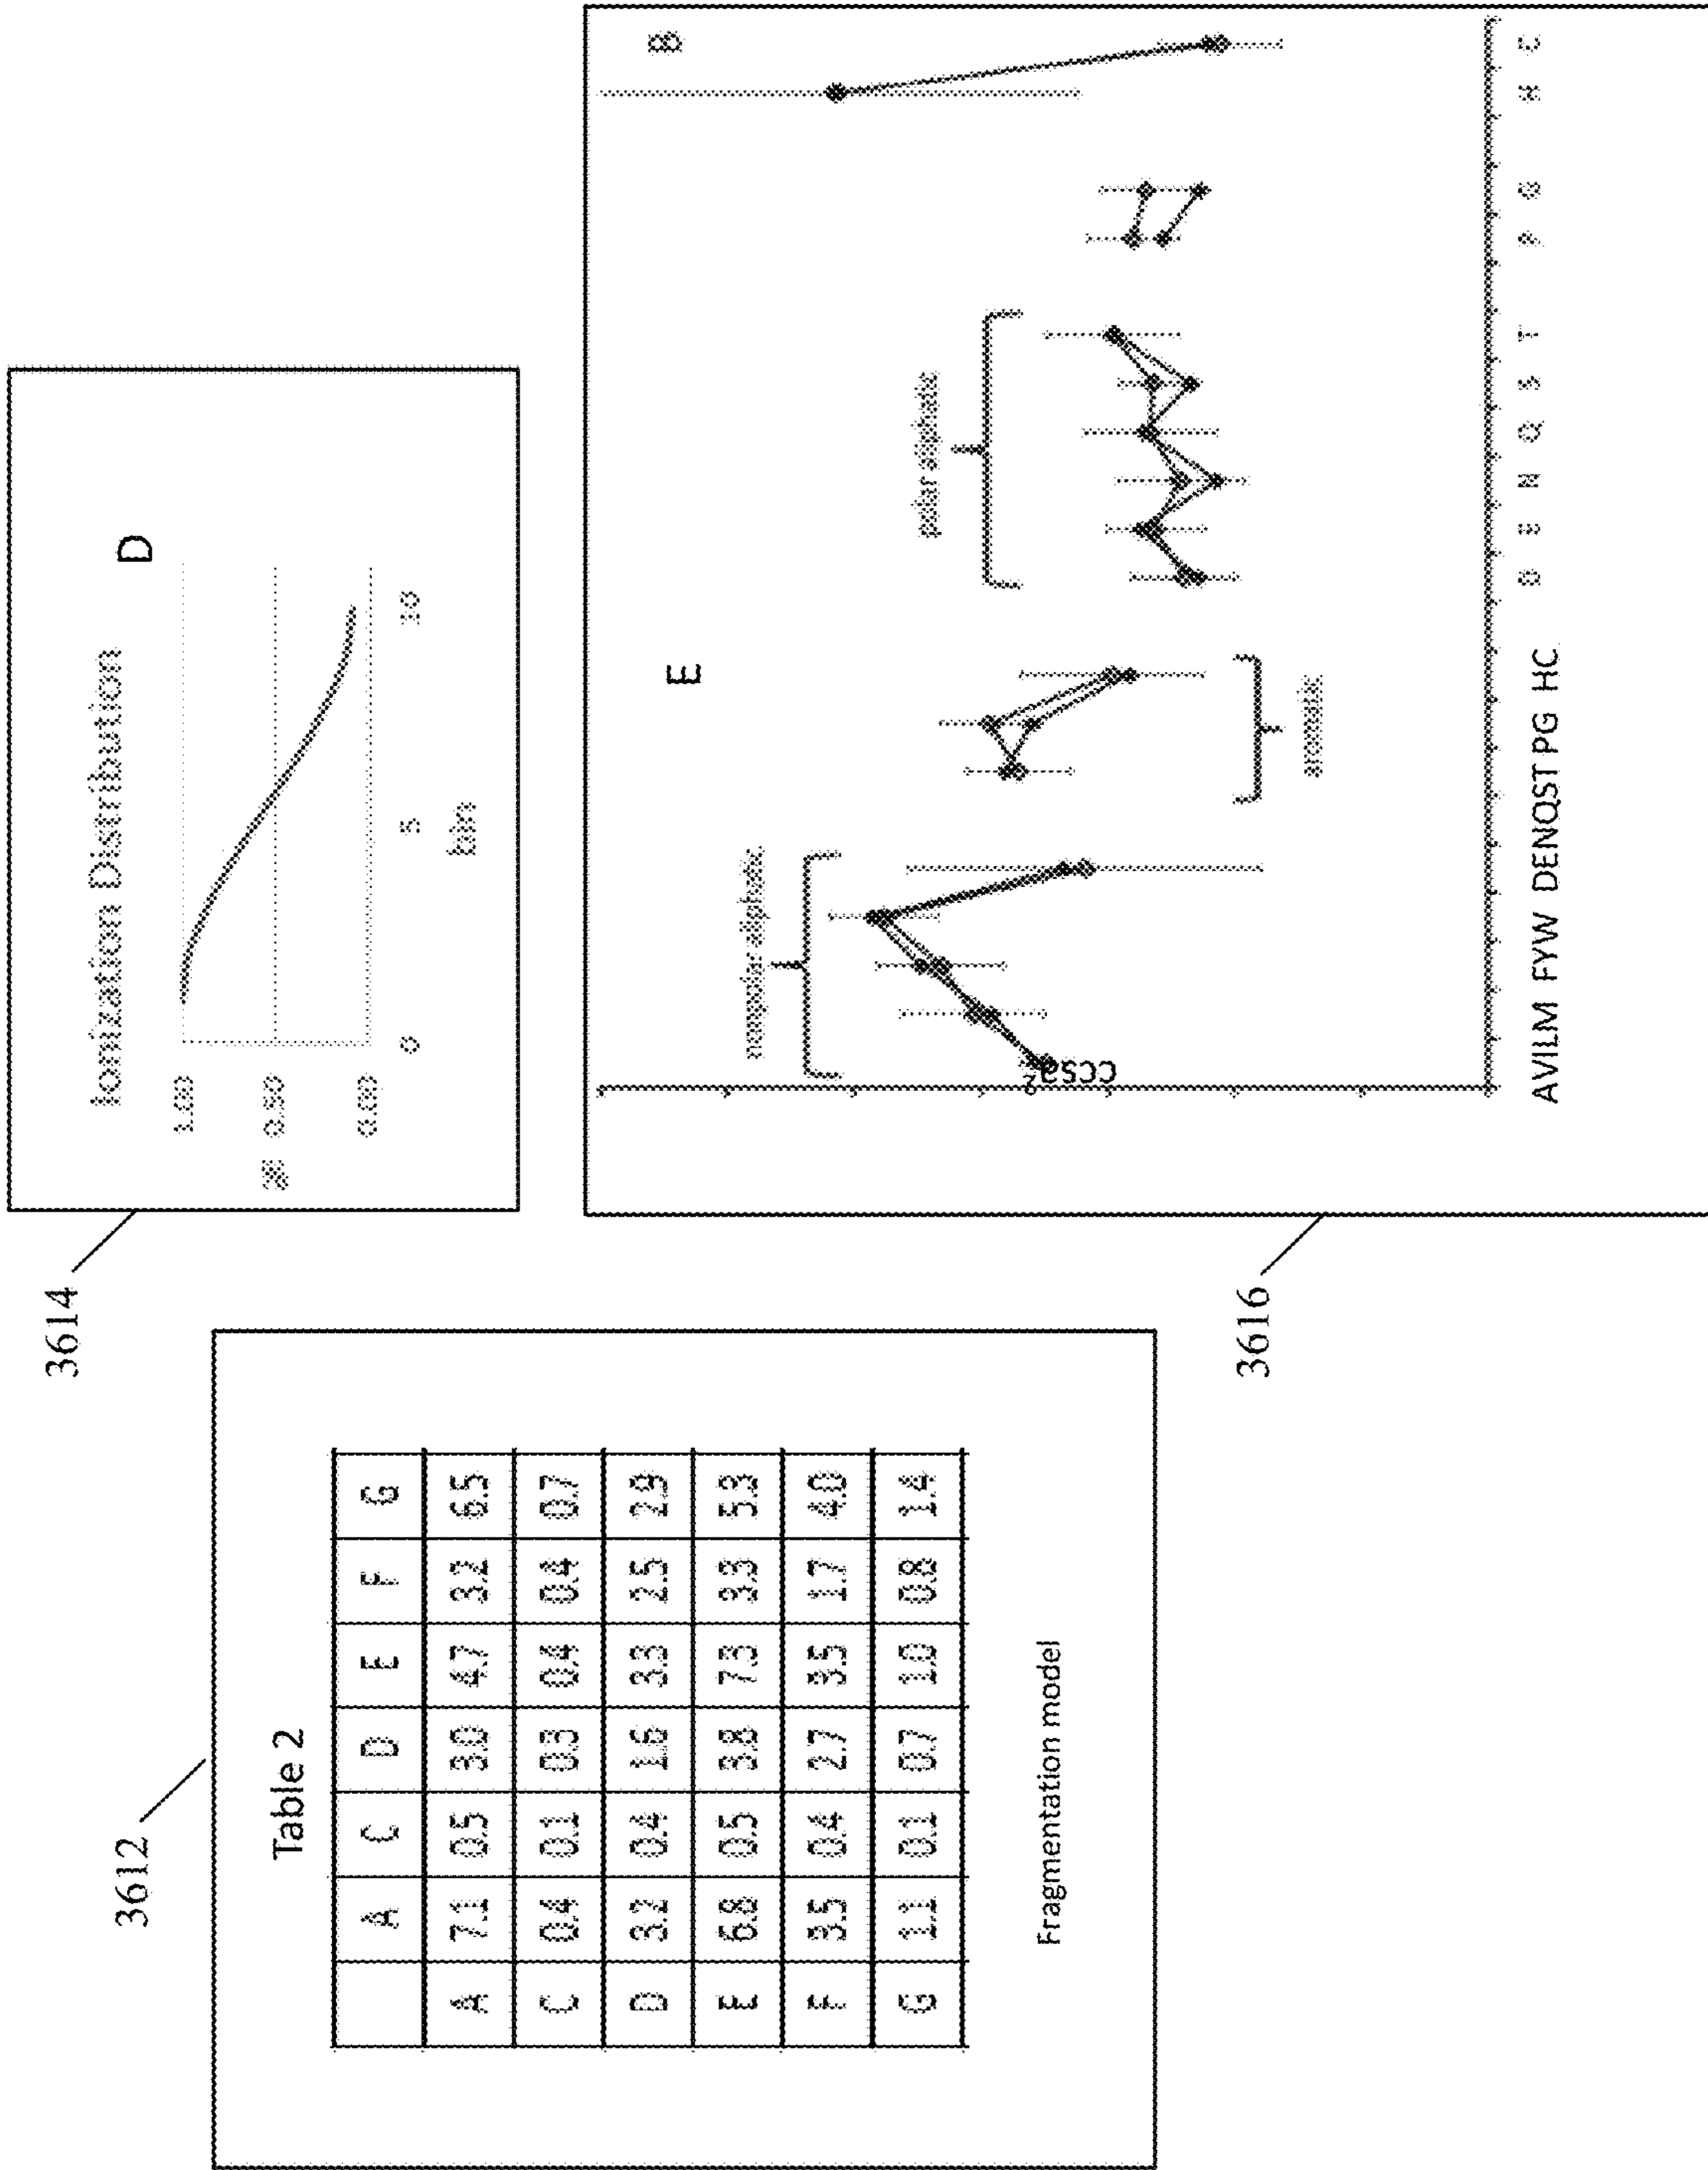 3612
Table 2
A C D E F G
A 7.1 0.5 3.0 4.7 3.2 6.5
C 0.4 0.1 0.3 0.4 0.4 0.7
D 3.2 0.4 1.6 3.3 2.5 2.9
E 6.8 0.5 3.8 7.3 3.3 5.3
F 3.5 0.4 2.7 3.5 1.7 4.0
G 1.1 0.1 0.7 1.0 0.8 1.4
Fragmentation model
3614
Ionization Distribution
D
1.00
0.50
0.00
0 5 10
bin
3616
E
B
nonpolar aliphatic
polar aliphatic
aromatic
D E N Q S T P G H C
AVILM FYW DENQST PG HC